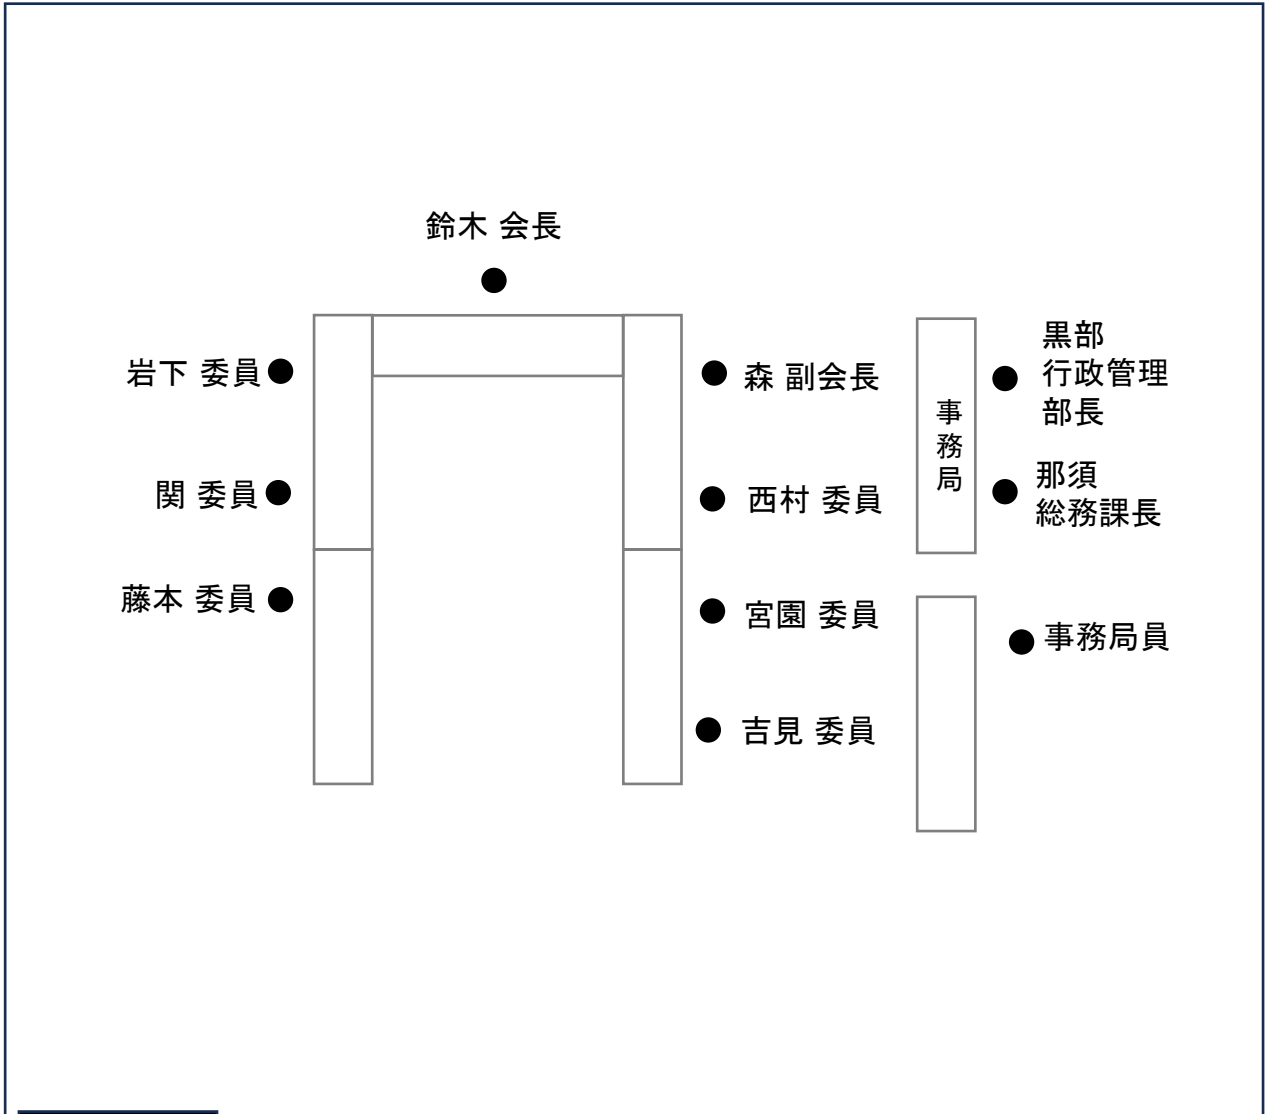 鈴木 会長
岩下 委員
関 委員
藤本 委員
森 副会長
西村 委員
宮園 委員
吉見 委員
事務局
黒部
行政管理
部長
那須
総務課長
事務局員